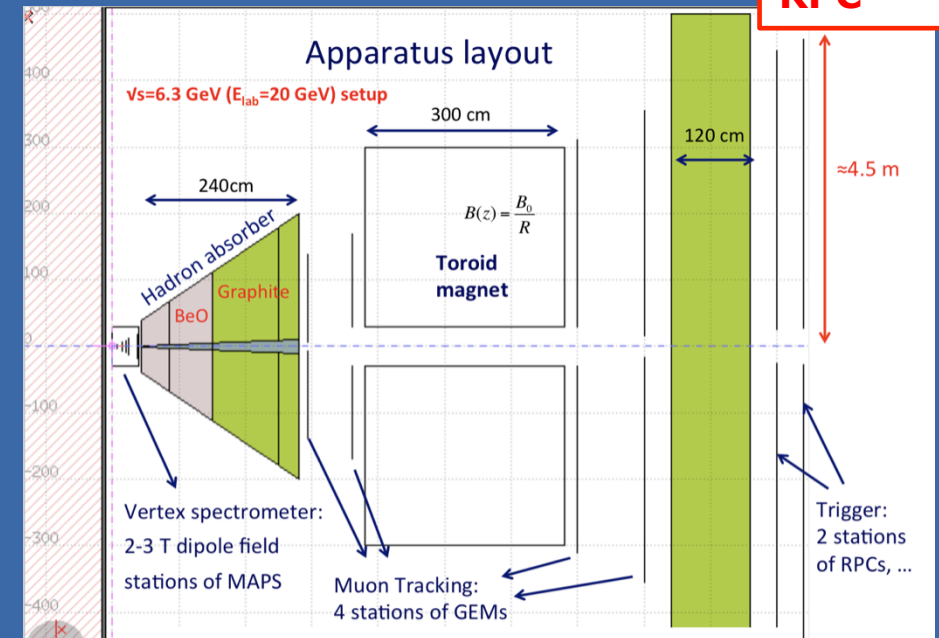 RPC
Apparatus layout
√s=6.3 GeV (Elab=20 GeV) setup
300 cm
120 cm
≈4.5 m
240cm
B(z) = B0/R
Hadron absorber
Toroid
magnet
Graphite
BeO
400
300
200
100
0
-100
-200
-300
-400
Vertex spectrometer:
2-3 T dipole field
stations of MAPS
Muon Tracking:
4 stations of GEMs
Trigger:
2 stations
of RPCs, ...